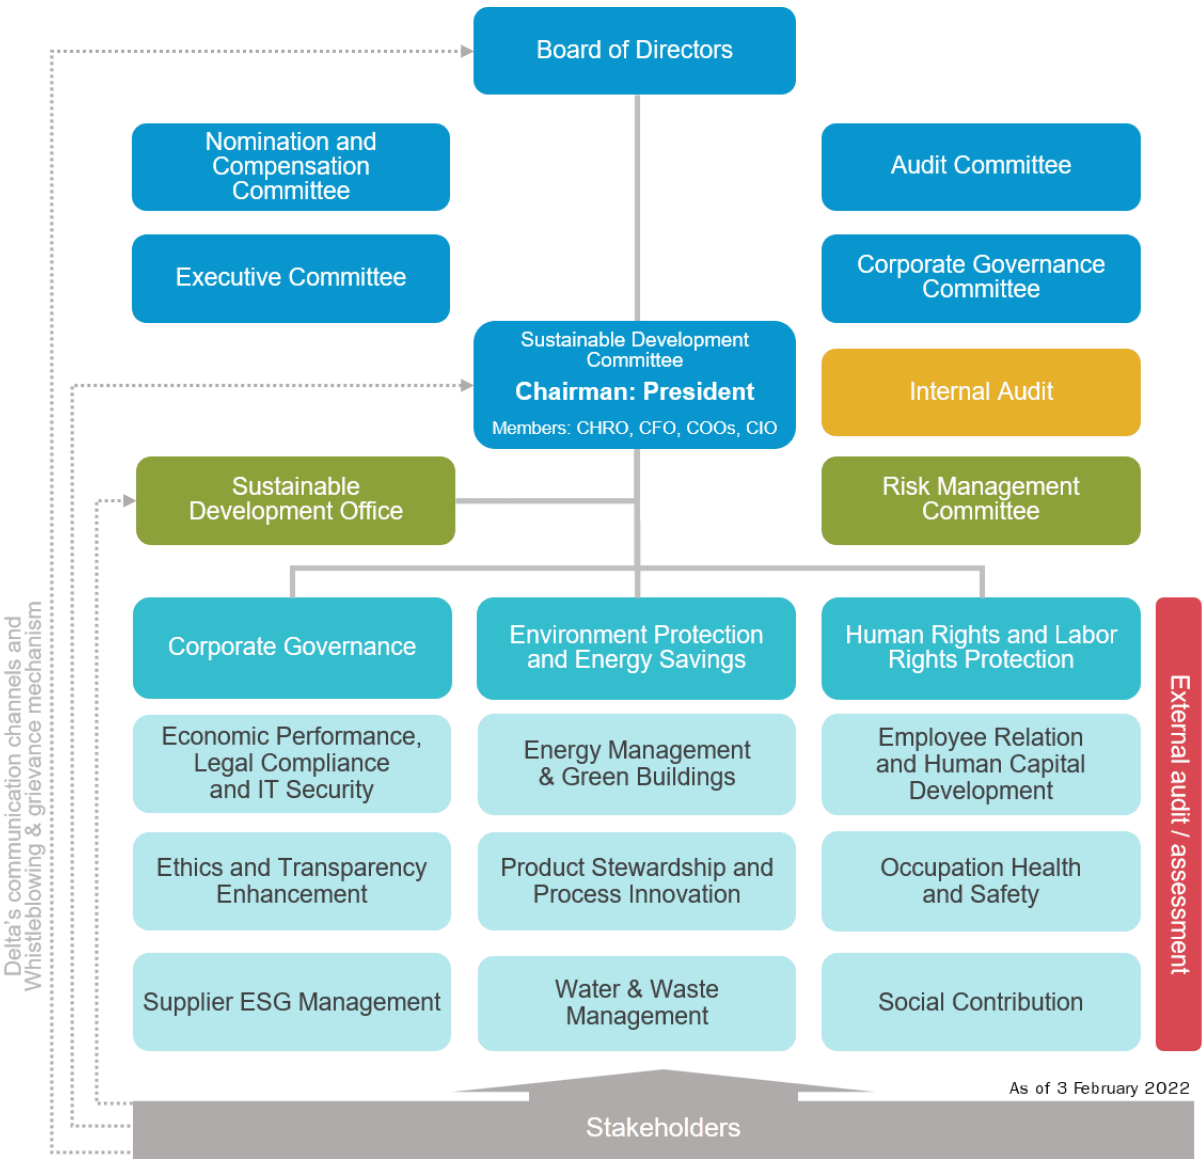 Board of Directors
Nomination and
Compensation
Committee
Audit Committee
Executive Committee
Corporate Governance
Committee
Sustainable Development
Committee
Chairman: President
Members: CHRO, CFO, COOs, CIO
Internal Audit
Sustainable
Development Office
Risk Management
Committee
Corporate Governance
Environment Protection
and Energy Savings
Human Rights and Labor
Rights Protection
Economic Performance,
Legal Compliance
and IT Security
Energy Management
& Green Buildings
Employee Relation
and Human Capital
Development
Ethics and Transparency
Enhancement
Product Stewardship and
Process Innovation
Occupation Health
and Safety
Supplier ESG Management
Water & Waste
Management
Social Contribution
Delta's communication channels and
Whistleblowing & grievance mechanism
External audit / assessment
As of 3 February 2022
Stakeholders